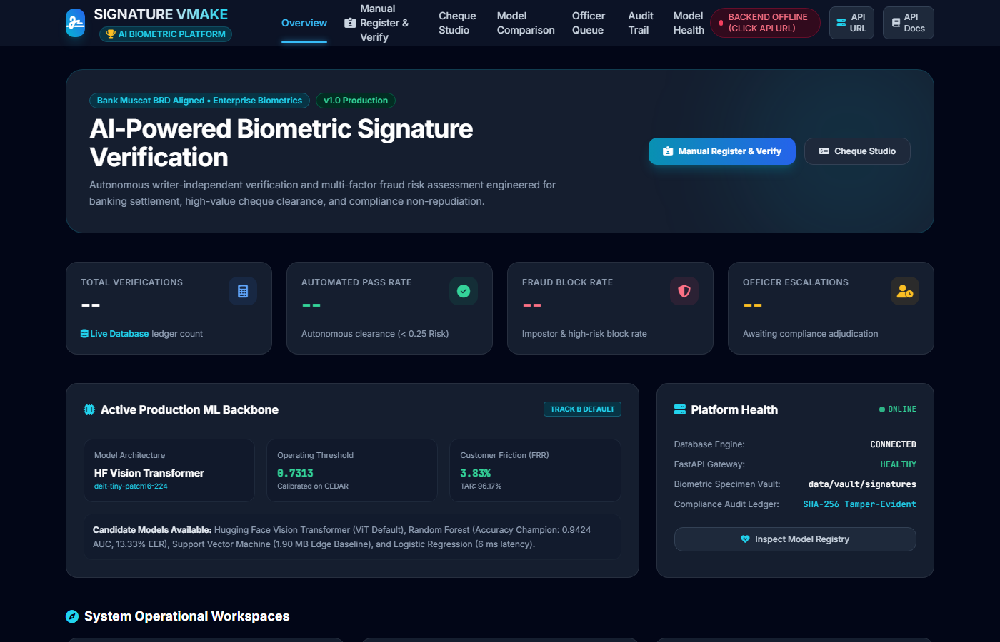 SIGNATURE VMAKE
AI BIOMETRIC PLATFORM
Overview
Manual
Register &
Verify
Cheque
Studio
Model
Comparison
Officer
Queue
Audit
Trail
Model
Health
BACKEND OFFLINE
(CLICK API URL)
API
URL
API
Docs
Bank Muscat BRD Aligned • Enterprise Biometrics
v1.0 Production
AI-Powered Biometric Signature
Verification
Autonomous writer-independent verification and multi-factor fraud risk assessment engineered for
banking settlement, high-value cheque clearance, and compliance non-repudiation.
Manual Register & Verify
Cheque Studio
TOTAL VERIFICATIONS
--
Live Database ledger count
AUTOMATED PASS RATE
--
Autonomous clearance (< 0.25 Risk)
FRAUD BLOCK RATE
--
Impostor & high-risk block rate
OFFICER ESCALATIONS
--
Awaiting compliance adjudication
Active Production ML Backbone
TRACK B DEFAULT
Model Architecture
HF Vision Transformer
deit-tiny-patch16-224
Operating Threshold
0.7313
Calibrated on CEDAR
Customer Friction (FRR)
3.83%
TAR: 96.17%
Candidate Models Available: Hugging Face Vision Transformer (ViT Default), Random Forest (Accuracy Champion: 0.9424
AUC, 13.33% EER), Support Vector Machine (1.90 MB Edge Baseline), and Logistic Regression (6 ms latency).
Platform Health
ONLINE
Database Engine:
CONNECTED
FastAPI Gateway:
HEALTHY
Biometric Specimen Vault:
data/vault/signatures
Compliance Audit Ledger:
SHA-256 Tamper-Evident
Inspect Model Registry
System Operational Workspaces